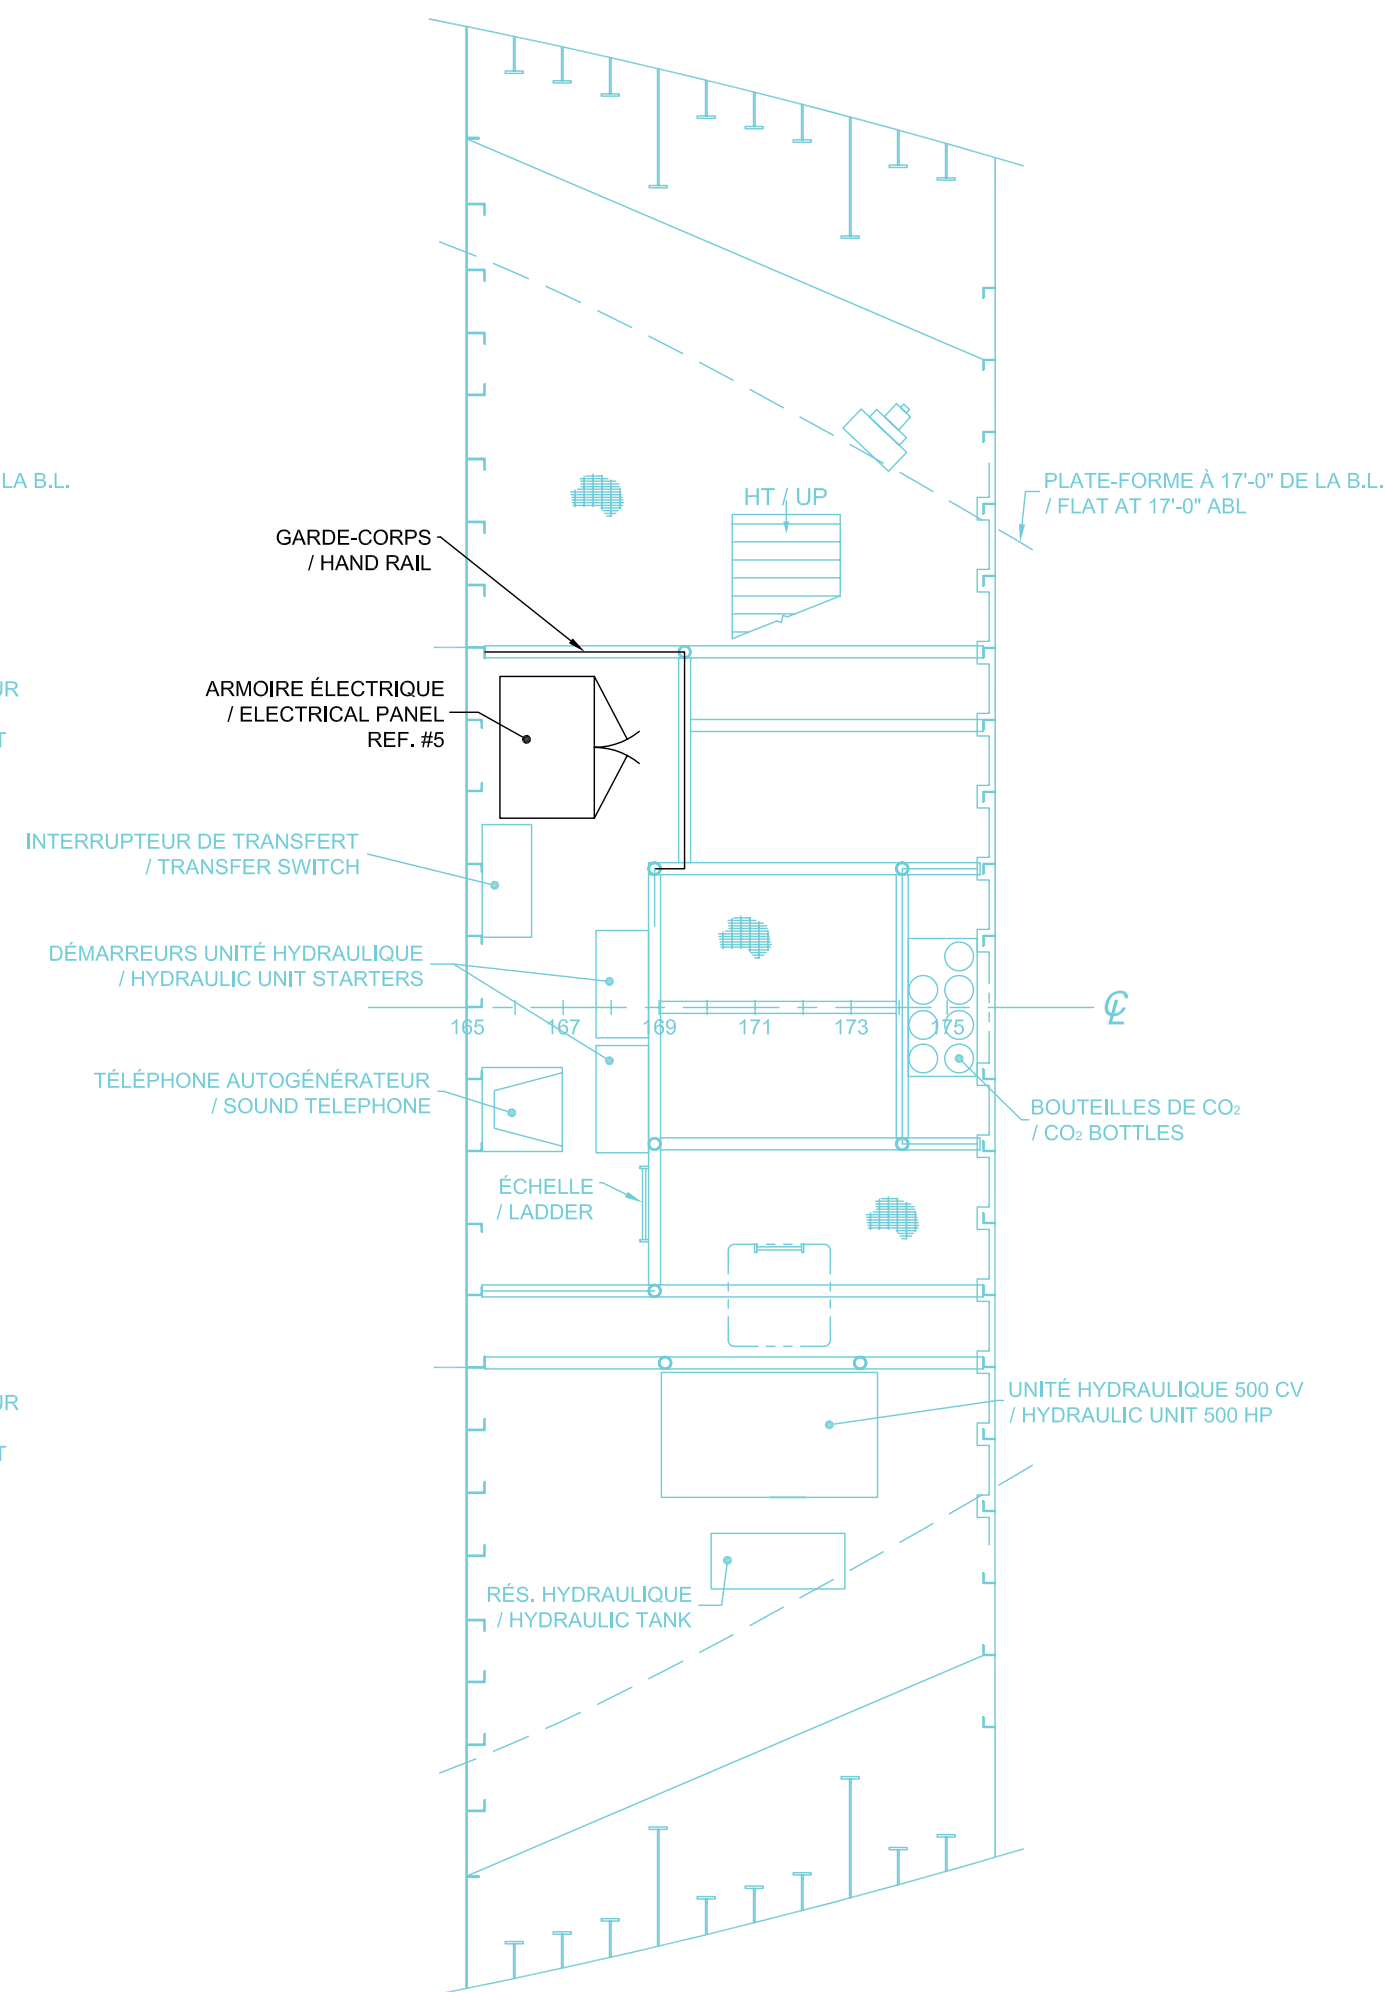 LA B.L.
PLATE-FORME À 17'-0" DE LA B.L.
/ FLAT AT 17'-0" ABL
HT / UP
GARDE-CORPS
/ HAND RAIL
UR
ARMOIRE ÉLECTRIQUE
/ ELECTRICAL PANEL
REF. #5
T
INTERRUPTEUR DE TRANSFERT
/ TRANSFER SWITCH
DÉMARREURS UNITÉ HYDRAULIQUE
/ HYDRAULIC UNIT STARTERS
165 167 169 171 173 175
℄
TÉLÉPHONE AUTOGÉNÉRATEUR
/ SOUND TELEPHONE
BOUTEILLES DE CO₂
/ CO₂ BOTTLES
ÉCHELLE
/ LADDER
UNITÉ HYDRAULIQUE 500 CV
/ HYDRAULIC UNIT 500 HP
UR
T
RÉS. HYDRAULIQUE
/ HYDRAULIC TANK